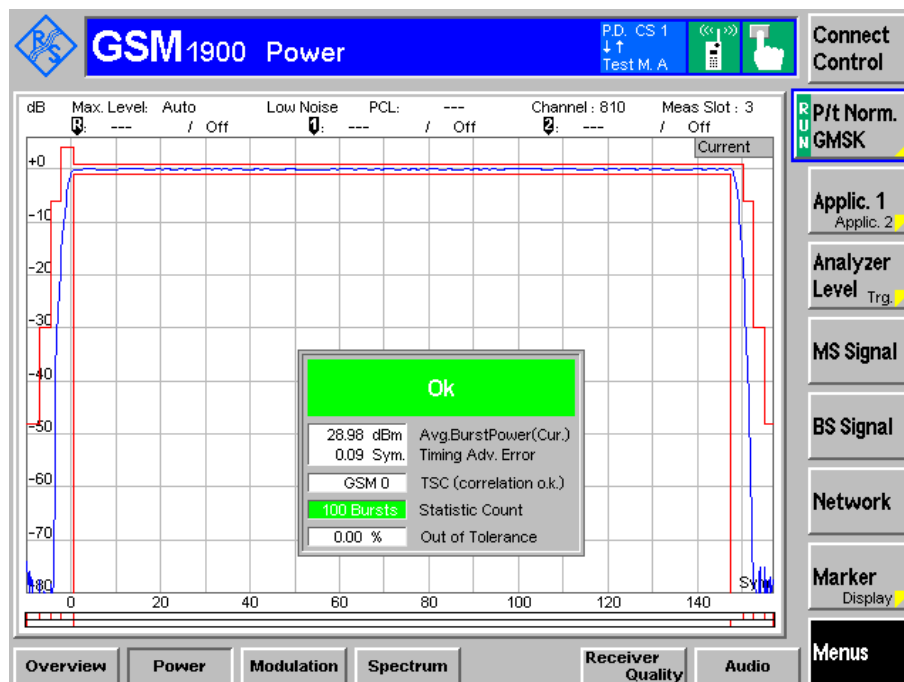 R S
GSM 1900 Power
P.D. CS 1
Test M. A
Connect Control
dB Max. Level: Auto Low Noise PCL: --- Channel : 810 Meas Slot : 3
R: --- / Off 1: --- / Off 2: --- / Off
Current
RUN
P/t Norm. GMSK
Applic. 1
Applic. 2
Analyzer Level
Trg.
MS Signal
BS Signal
Network
Marker
Display
Menus
+0
-10
-20
-30
-40
-50
-60
-70
-80
Ok
28.98 dBm Avg.BurstPower(Cur.)
0.09 Sym. Timing Adv. Error
GSM 0 TSC (correlation o.k.)
100 Bursts Statistic Count
0.00 % Out of Tolerance
0 20 40 60 80 100 120 140
Overview Power Modulation Spectrum Receiver Quality Audio